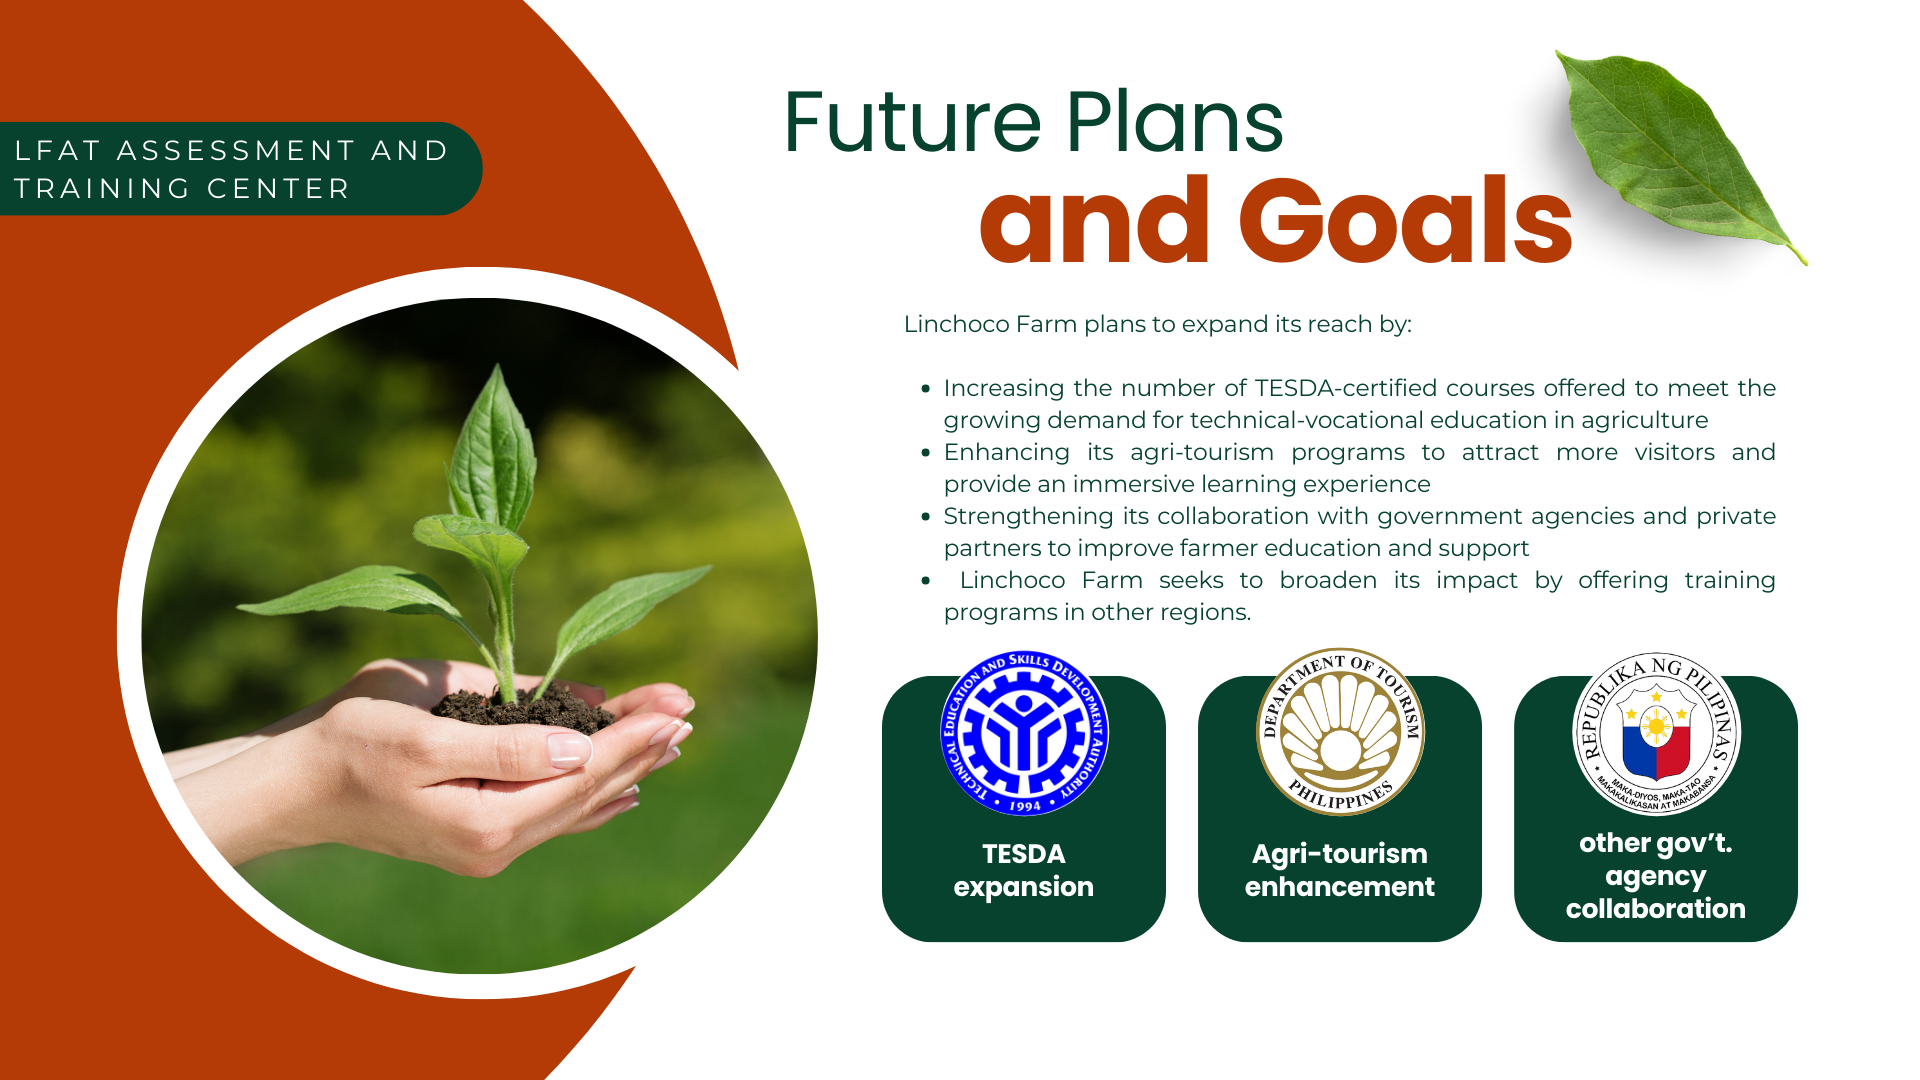 LFAT ASSESSMENT AND
TRAINING CENTER
Future Plans
and Goals
Linchoco Farm plans to expand its reach by:
• Increasing the number of TESDA-certified courses offered to meet the
growing demand for technical-vocational education in agriculture
• Enhancing its agri-tourism programs to attract more visitors and
provide an immersive learning experience
• Strengthening its collaboration with government agencies and private
partners to improve farmer education and support
• Linchoco Farm seeks to broaden its impact by offering training
programs in other regions.
TECHNICAL EDUCATION AND SKILLS DEVELOPMENT AUTHORITY
• 1994 •
TESDA
expansion
DEPARTMENT OF TOURISM
PHILIPPINES
Agri-tourism
enhancement
REPUBLIKA NG PILIPINAS
MAKA-DIYOS, MAKA-TAO
MAKAKALIKASAN AT MAKABANSA
other gov’t.
agency
collaboration